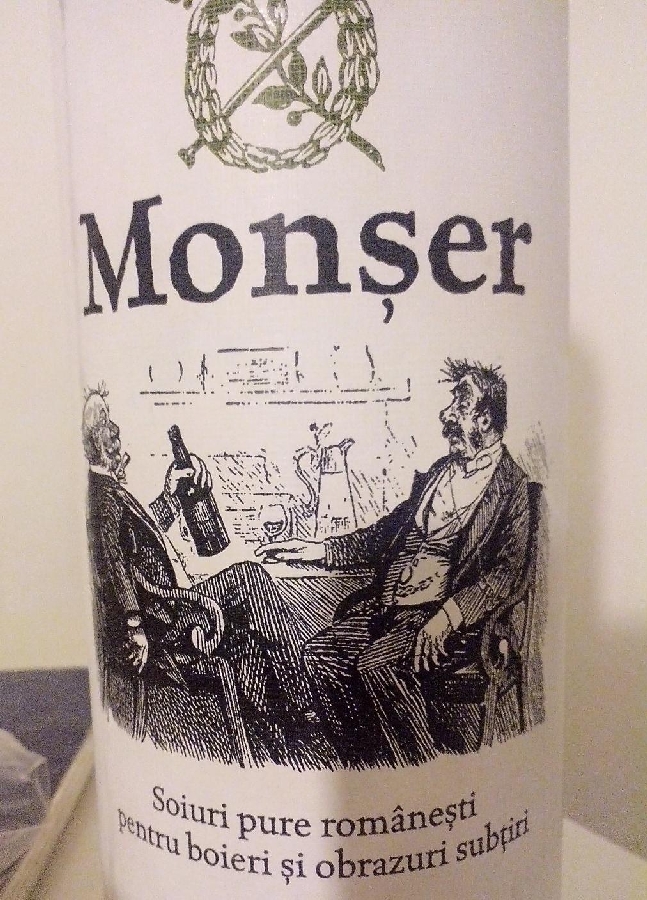 Monșer
Soiuri pure românești
pentru boieri și obrazuri subțiri